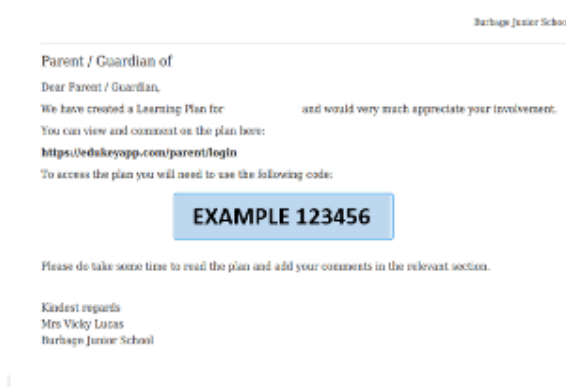 Burbage Junior School
Parent / Guardian of
Dear Parent / Guardian,
We have created a Learning Plan for and would very much appreciate your involvement.
You can view and comment on the plan here:
https://edukeyapp.com/parent/login
To access the plan you will need to use the following code:
EXAMPLE 123456
Please do take some time to read the plan and add your comments in the relevant section.
Kindest regards
Mrs Vicky Lucas
Burbage Junior School